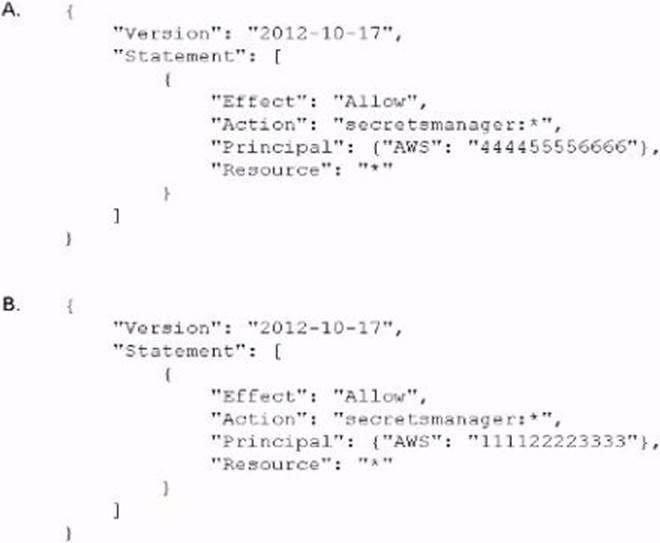 A. {
"Version": "2012-10-17",
"Statement": [
{
"Effect": "Allow",
"Action": "secretsmanager:*",
"Principal": {"AWS": "444455556666"},
"Resource": "*"
}
]
}
B. {
"Version": "2012-10-17",
"Statement": [
{
"Effect": "Allow",
"Action": "secretsmanager:*",
"Principal": {"AWS": "111122223333"},
"Resource": "*"
}
]
}